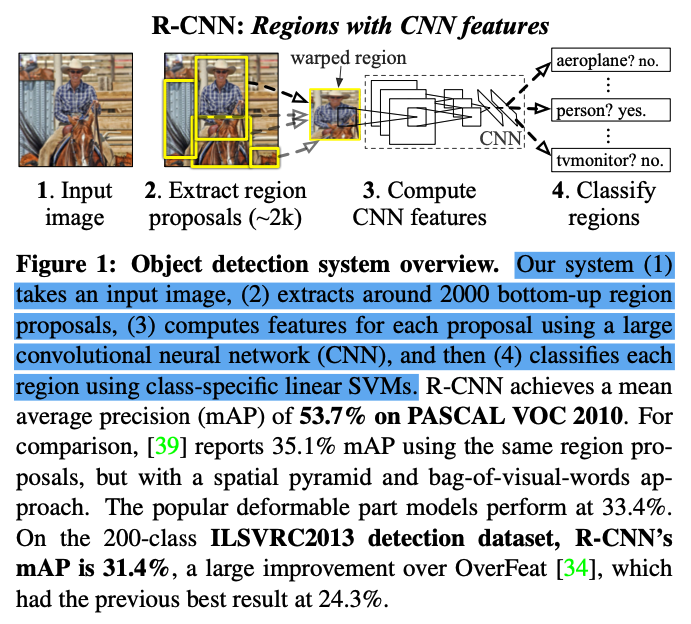 R-CNN: Regions with CNN features
warped region
aeroplane? no.
person? yes.
tvmonitor? no.
CNN
1. Input
image
2. Extract region
proposals (~2k)
3. Compute
CNN features
4. Classify
regions
Figure 1: Object detection system overview. Our system (1)
takes an input image, (2) extracts around 2000 bottom-up region
proposals, (3) computes features for each proposal using a large
convolutional neural network (CNN), and then (4) classifies each
region using class-specific linear SVMs. R-CNN achieves a mean
average precision (mAP) of 53.7% on PASCAL VOC 2010. For
comparison, [39] reports 35.1% mAP using the same region pro-
posals, but with a spatial pyramid and bag-of-visual-words ap-
proach. The popular deformable part models perform at 33.4%.
On the 200-class ILSVRC2013 detection dataset, R-CNN’s
mAP is 31.4%, a large improvement over OverFeat [34], which
had the previous best result at 24.3%.